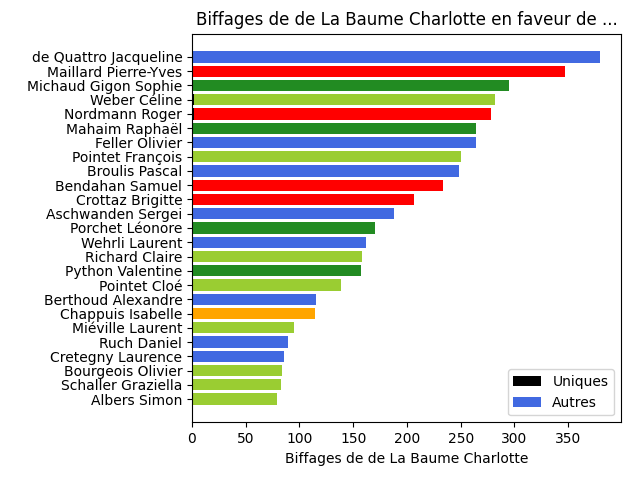 Biffages de de La Baume Charlotte en faveur de ...
de Quattro Jacqueline
Maillard Pierre-Yves
Michaud Gigon Sophie
Weber Céline
Nordmann Roger
Mahaim Raphaël
Feller Olivier
Pointet François
Broulis Pascal
Bendahan Samuel
Crottaz Brigitte
Aschwanden Sergei
Porchet Léonore
Wehrli Laurent
Richard Claire
Python Valentine
Pointet Cloé
Berthoud Alexandre
Chappuis Isabelle
Miéville Laurent
Ruch Daniel
Cretegny Laurence
Bourgeois Olivier
Schaller Graziella
Albers Simon
Uniques
Autres
0 50 100 150 200 250 300 350
Biffages de de La Baume Charlotte